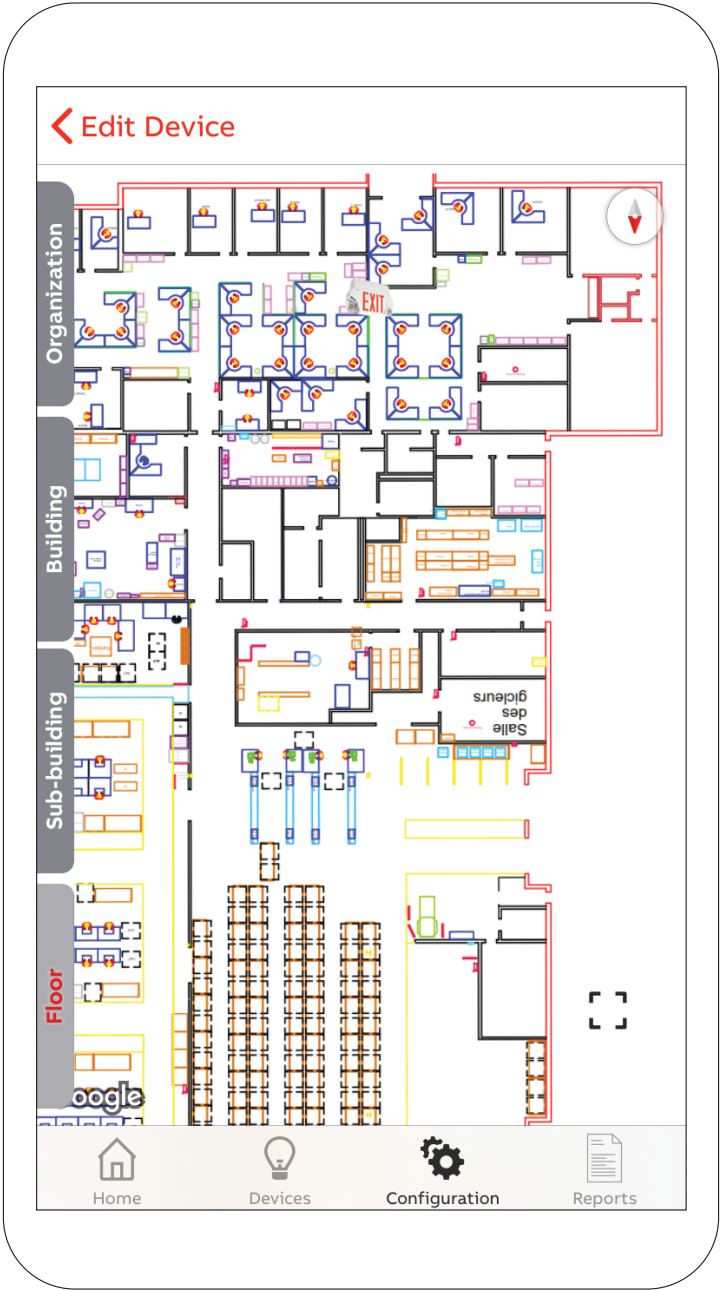 Edit Device
Organization
EXIT
Building
Sub-building
Salle
des
gicleurs
Floor
oogle
Home
Devices
Configuration
Reports